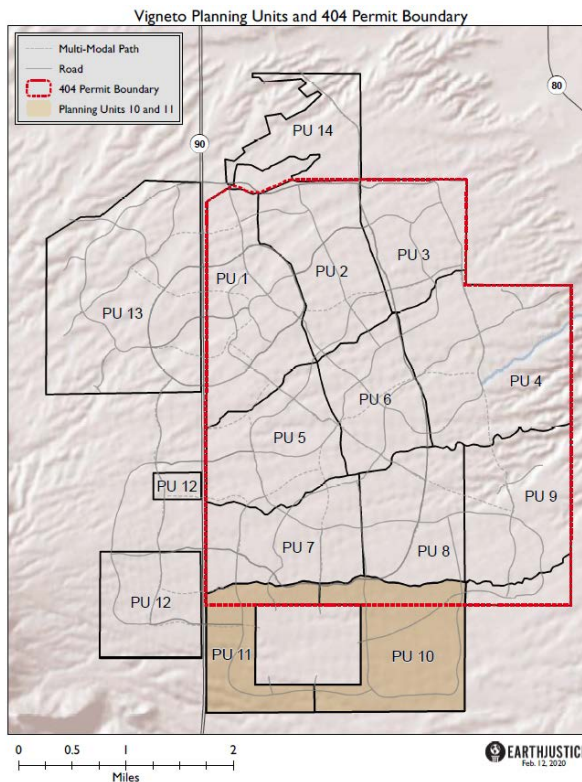 Vigneto Planning Units and 404 Permit Boundary
Multi-Modal Path
Road
404 Permit Boundary
Planning Units 10 and 11
90
80
PU 14
PU 3
PU 2
PU 1
PU 13
PU 4
PU 6
PU 5
PU 12
PU 9
PU 7
PU 8
PU 12
PU 11
PU 10
0 0.5 1 2
Miles
EARTHJUSTICE
Feb. 12, 2020